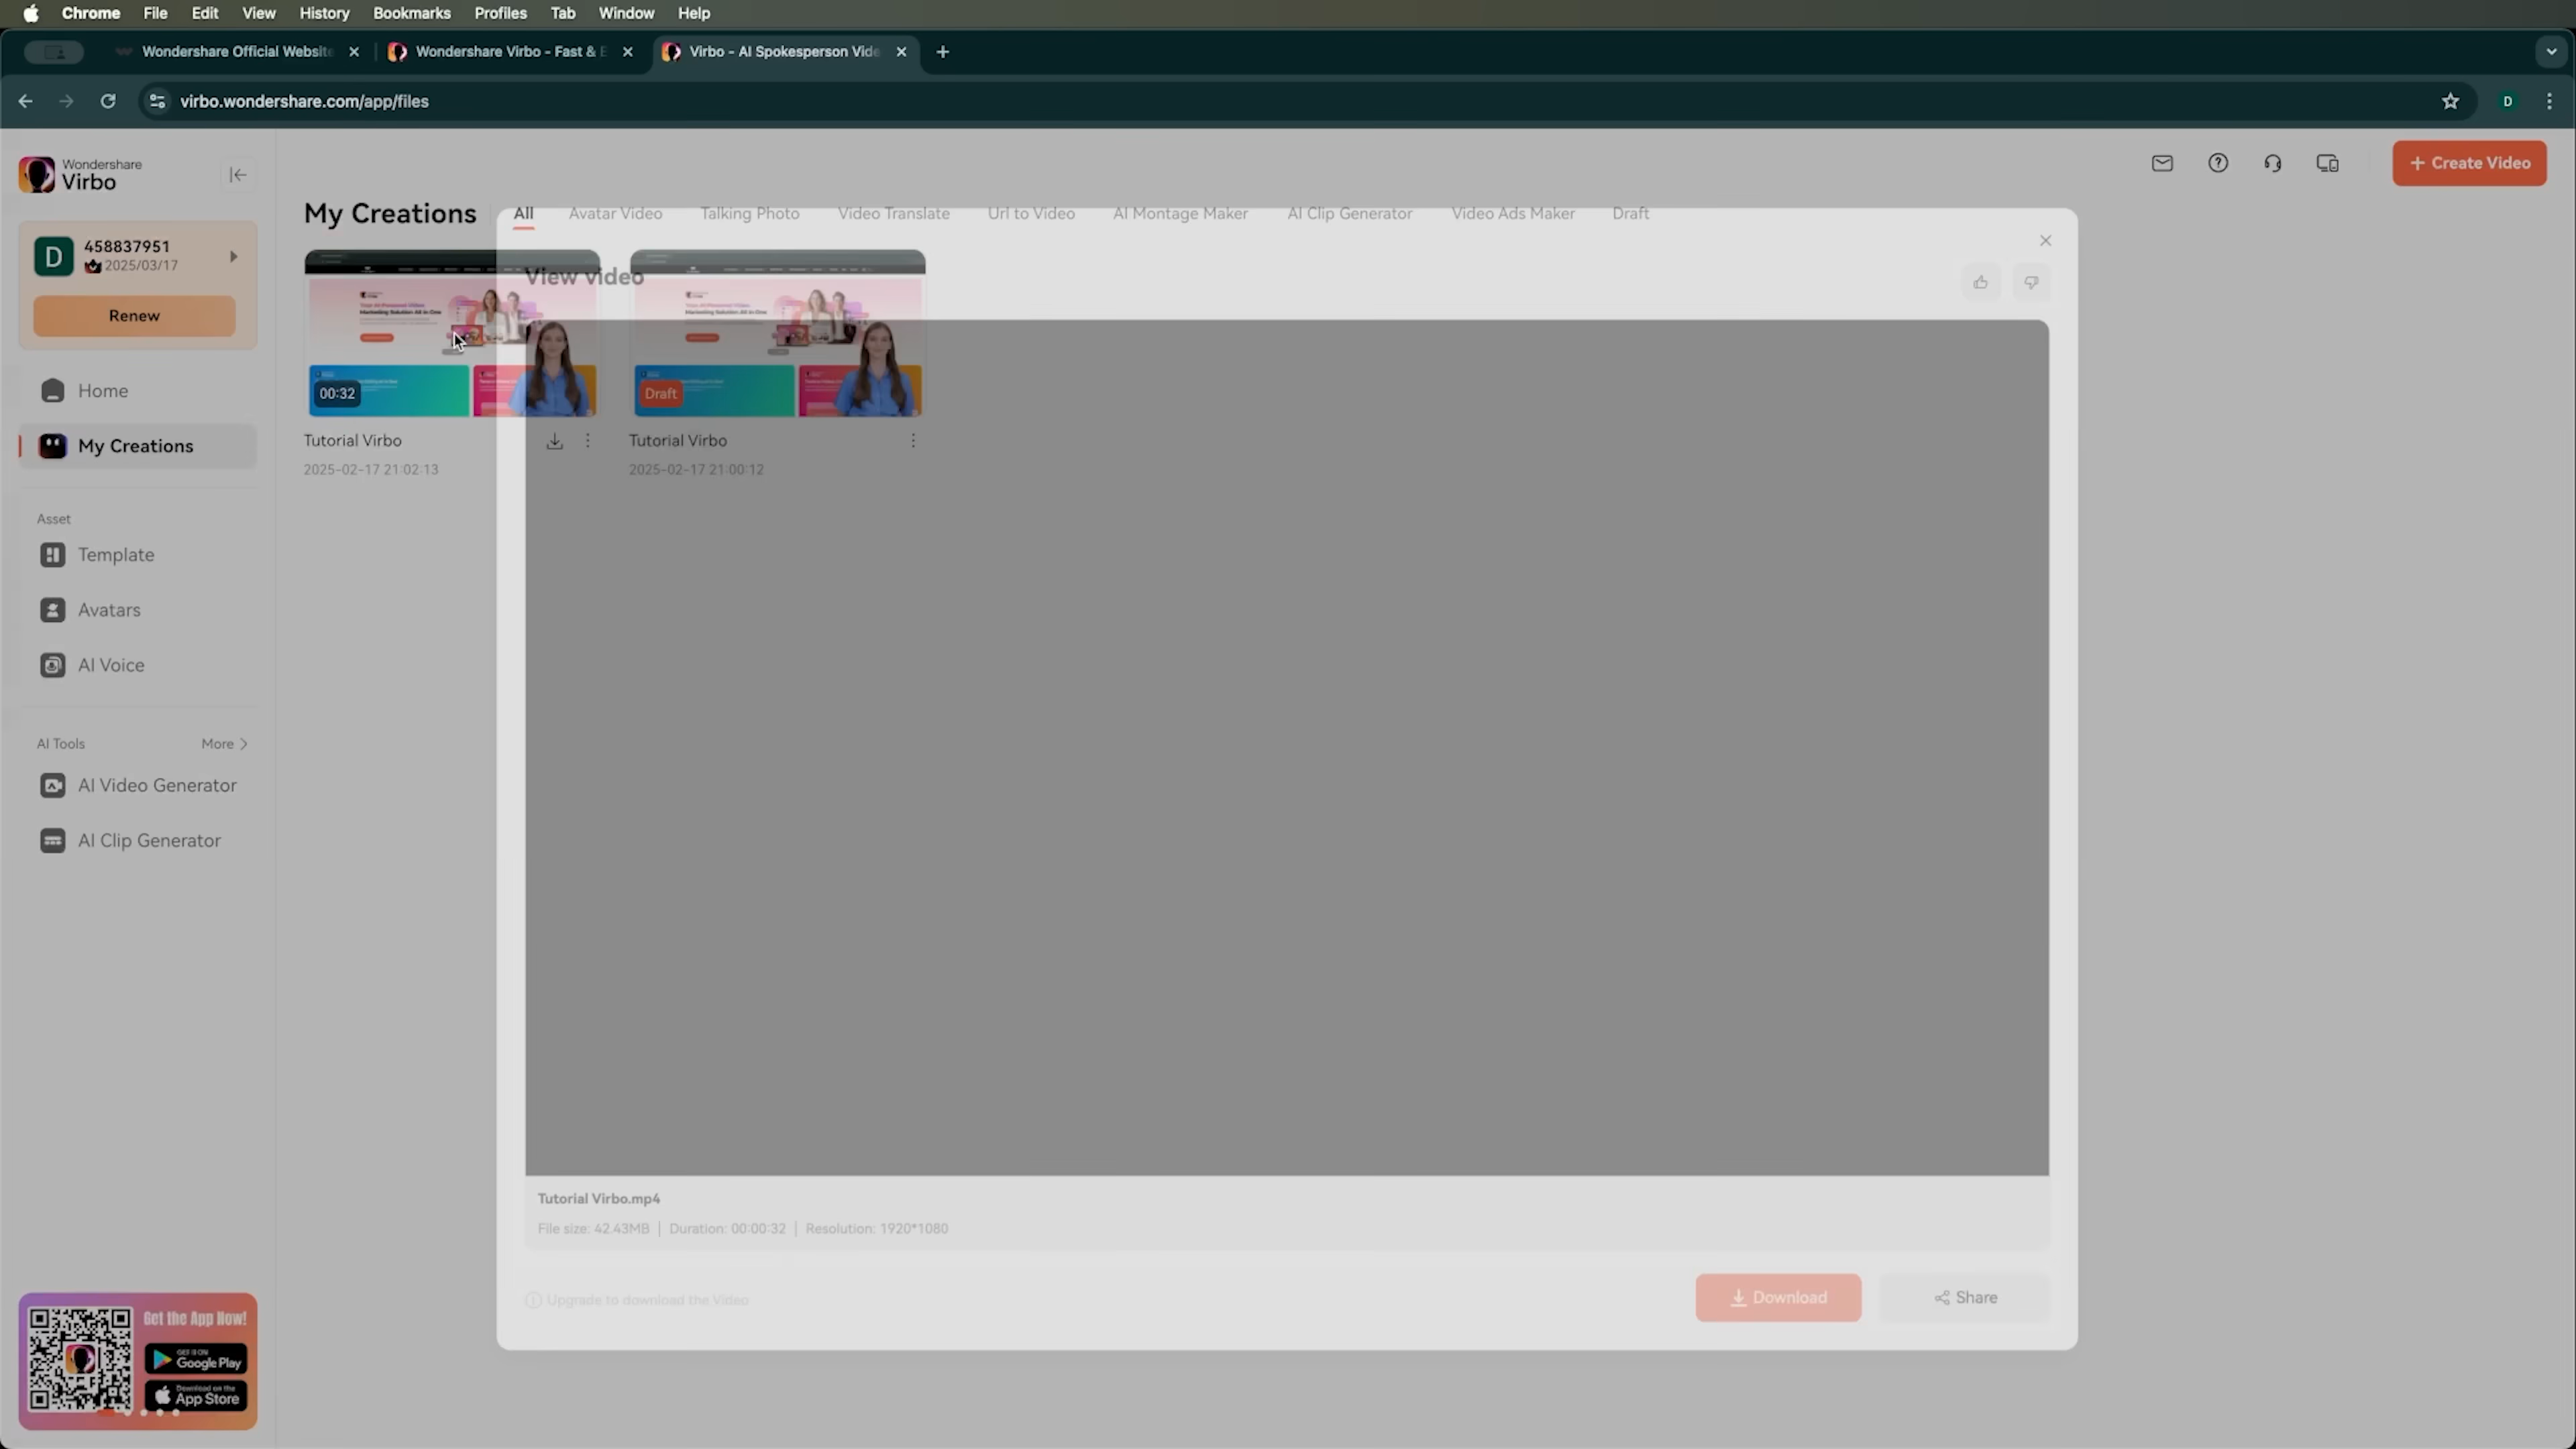 Chrome File Edit View History Bookmarks Profiles Tab Window Help
Wondershare Official Website
Wondershare Virbo - Fast & E
Virbo - AI Spokesperson Vide
virbo.wondershare.com/app/files
D
Wondershare
Virbo
D
458837951
2025/03/17
Renew
Home
My Creations
Asset
Template
Avatars
AI Voice
AI Tools More
AI Video Generator
AI Clip Generator
Get the App Now!
GET IT ON
Google Play
Download on the
App Store
+ Create Video
My Creations All Avatar Video Talking Photo Video Translate Url to Video AI Montage Maker AI Clip Generator Video Ads Maker Draft
View video
00:32
Draft
Tutorial Virbo
2025-02-17 21:02:13
Tutorial Virbo
2025-02-17 21:00:12
Tutorial Virbo.mp4
File size: 42.43MB | Duration: 00:00:32 | Resolution: 1920*1080
Upgrade to download the Video
Download
Share